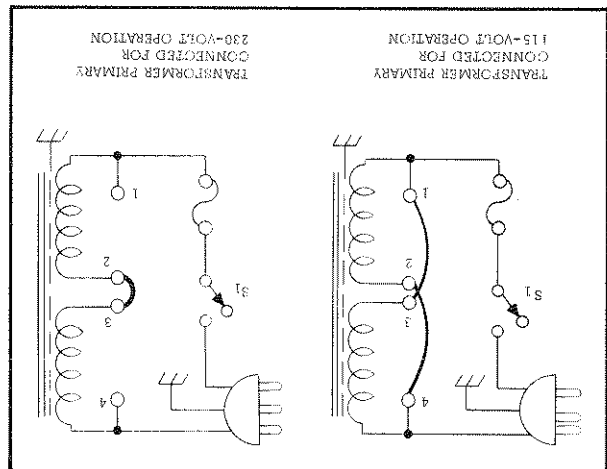 4
S1
3
2
1
TRANSFORMER PRIMARY
CONNECTED FOR
115-VOLT OPERATION
4
3
S1
2
1
TRANSFORMER PRIMARY
CONNECTED FOR
230-VOLT OPERATION